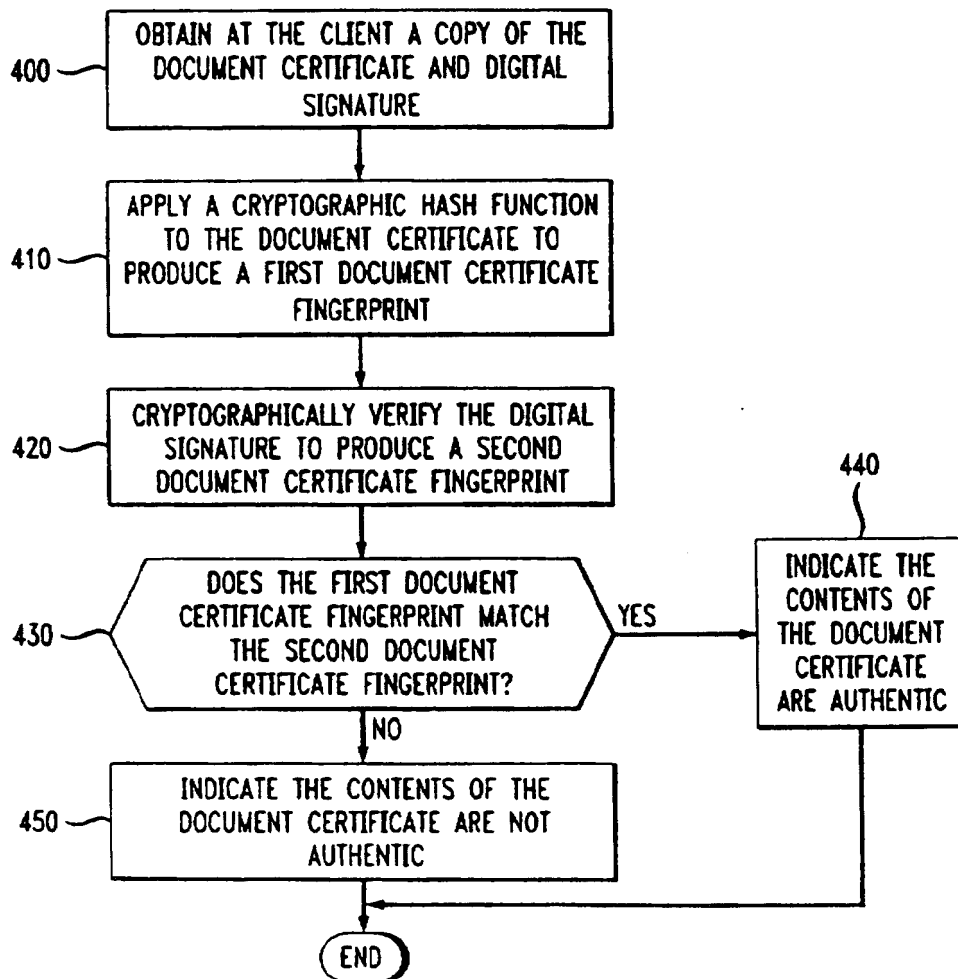 OBTAIN AT THE CLIENT A COPY OF THE
DOCUMENT CERTIFICATE AND DIGITAL
SIGNATURE
400
APPLY A CRYPTOGRAPHIC HASH FUNCTION
TO THE DOCUMENT CERTIFICATE TO
PRODUCE A FIRST DOCUMENT CERTIFICATE
FINGERPRINT
410
CRYPTOGRAPHICALLY VERIFY THE DIGITAL
SIGNATURE TO PRODUCE A SECOND
DOCUMENT CERTIFICATE FINGERPRINT
420
DOES THE FIRST DOCUMENT
CERTIFICATE FINGERPRINT MATCH
THE SECOND DOCUMENT
CERTIFICATE FINGERPRINT?
430
YES
440
INDICATE THE
CONTENTS OF
THE DOCUMENT
CERTIFICATE
ARE AUTHENTIC
NO
INDICATE THE CONTENTS OF THE
DOCUMENT CERTIFICATE ARE NOT
AUTHENTIC
450
END